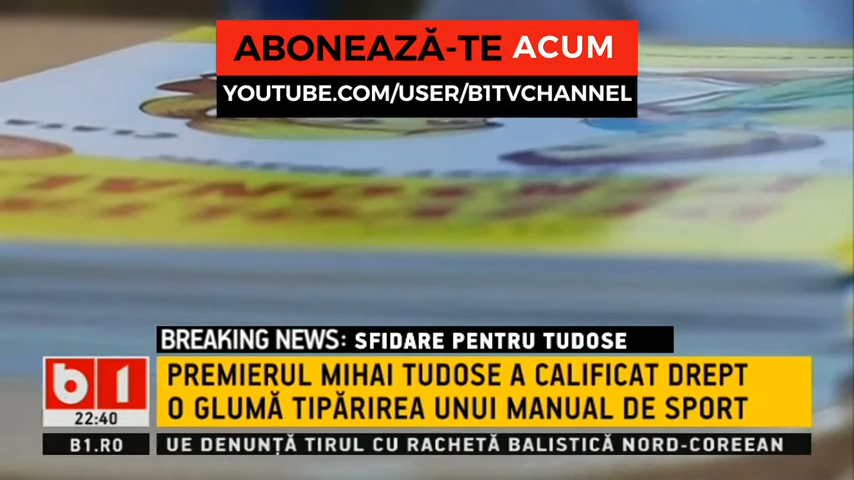 ABONEAZĂ-TE ACUM
YOUTUBE.COM/USER/B1TVCHANNEL
BREAKING NEWS: SFIDARE PENTRU TUDOSE
PREMIERUL MIHAI TUDOSE A CALIFICAT DREPT
O GLUMĂ TIPĂRIREA UNUI MANUAL DE SPORT
b1
22:40
B1.RO
UE DENUNȚĂ TIRUL CU RACHETĂ BALISTICĂ NORD-COREEAN